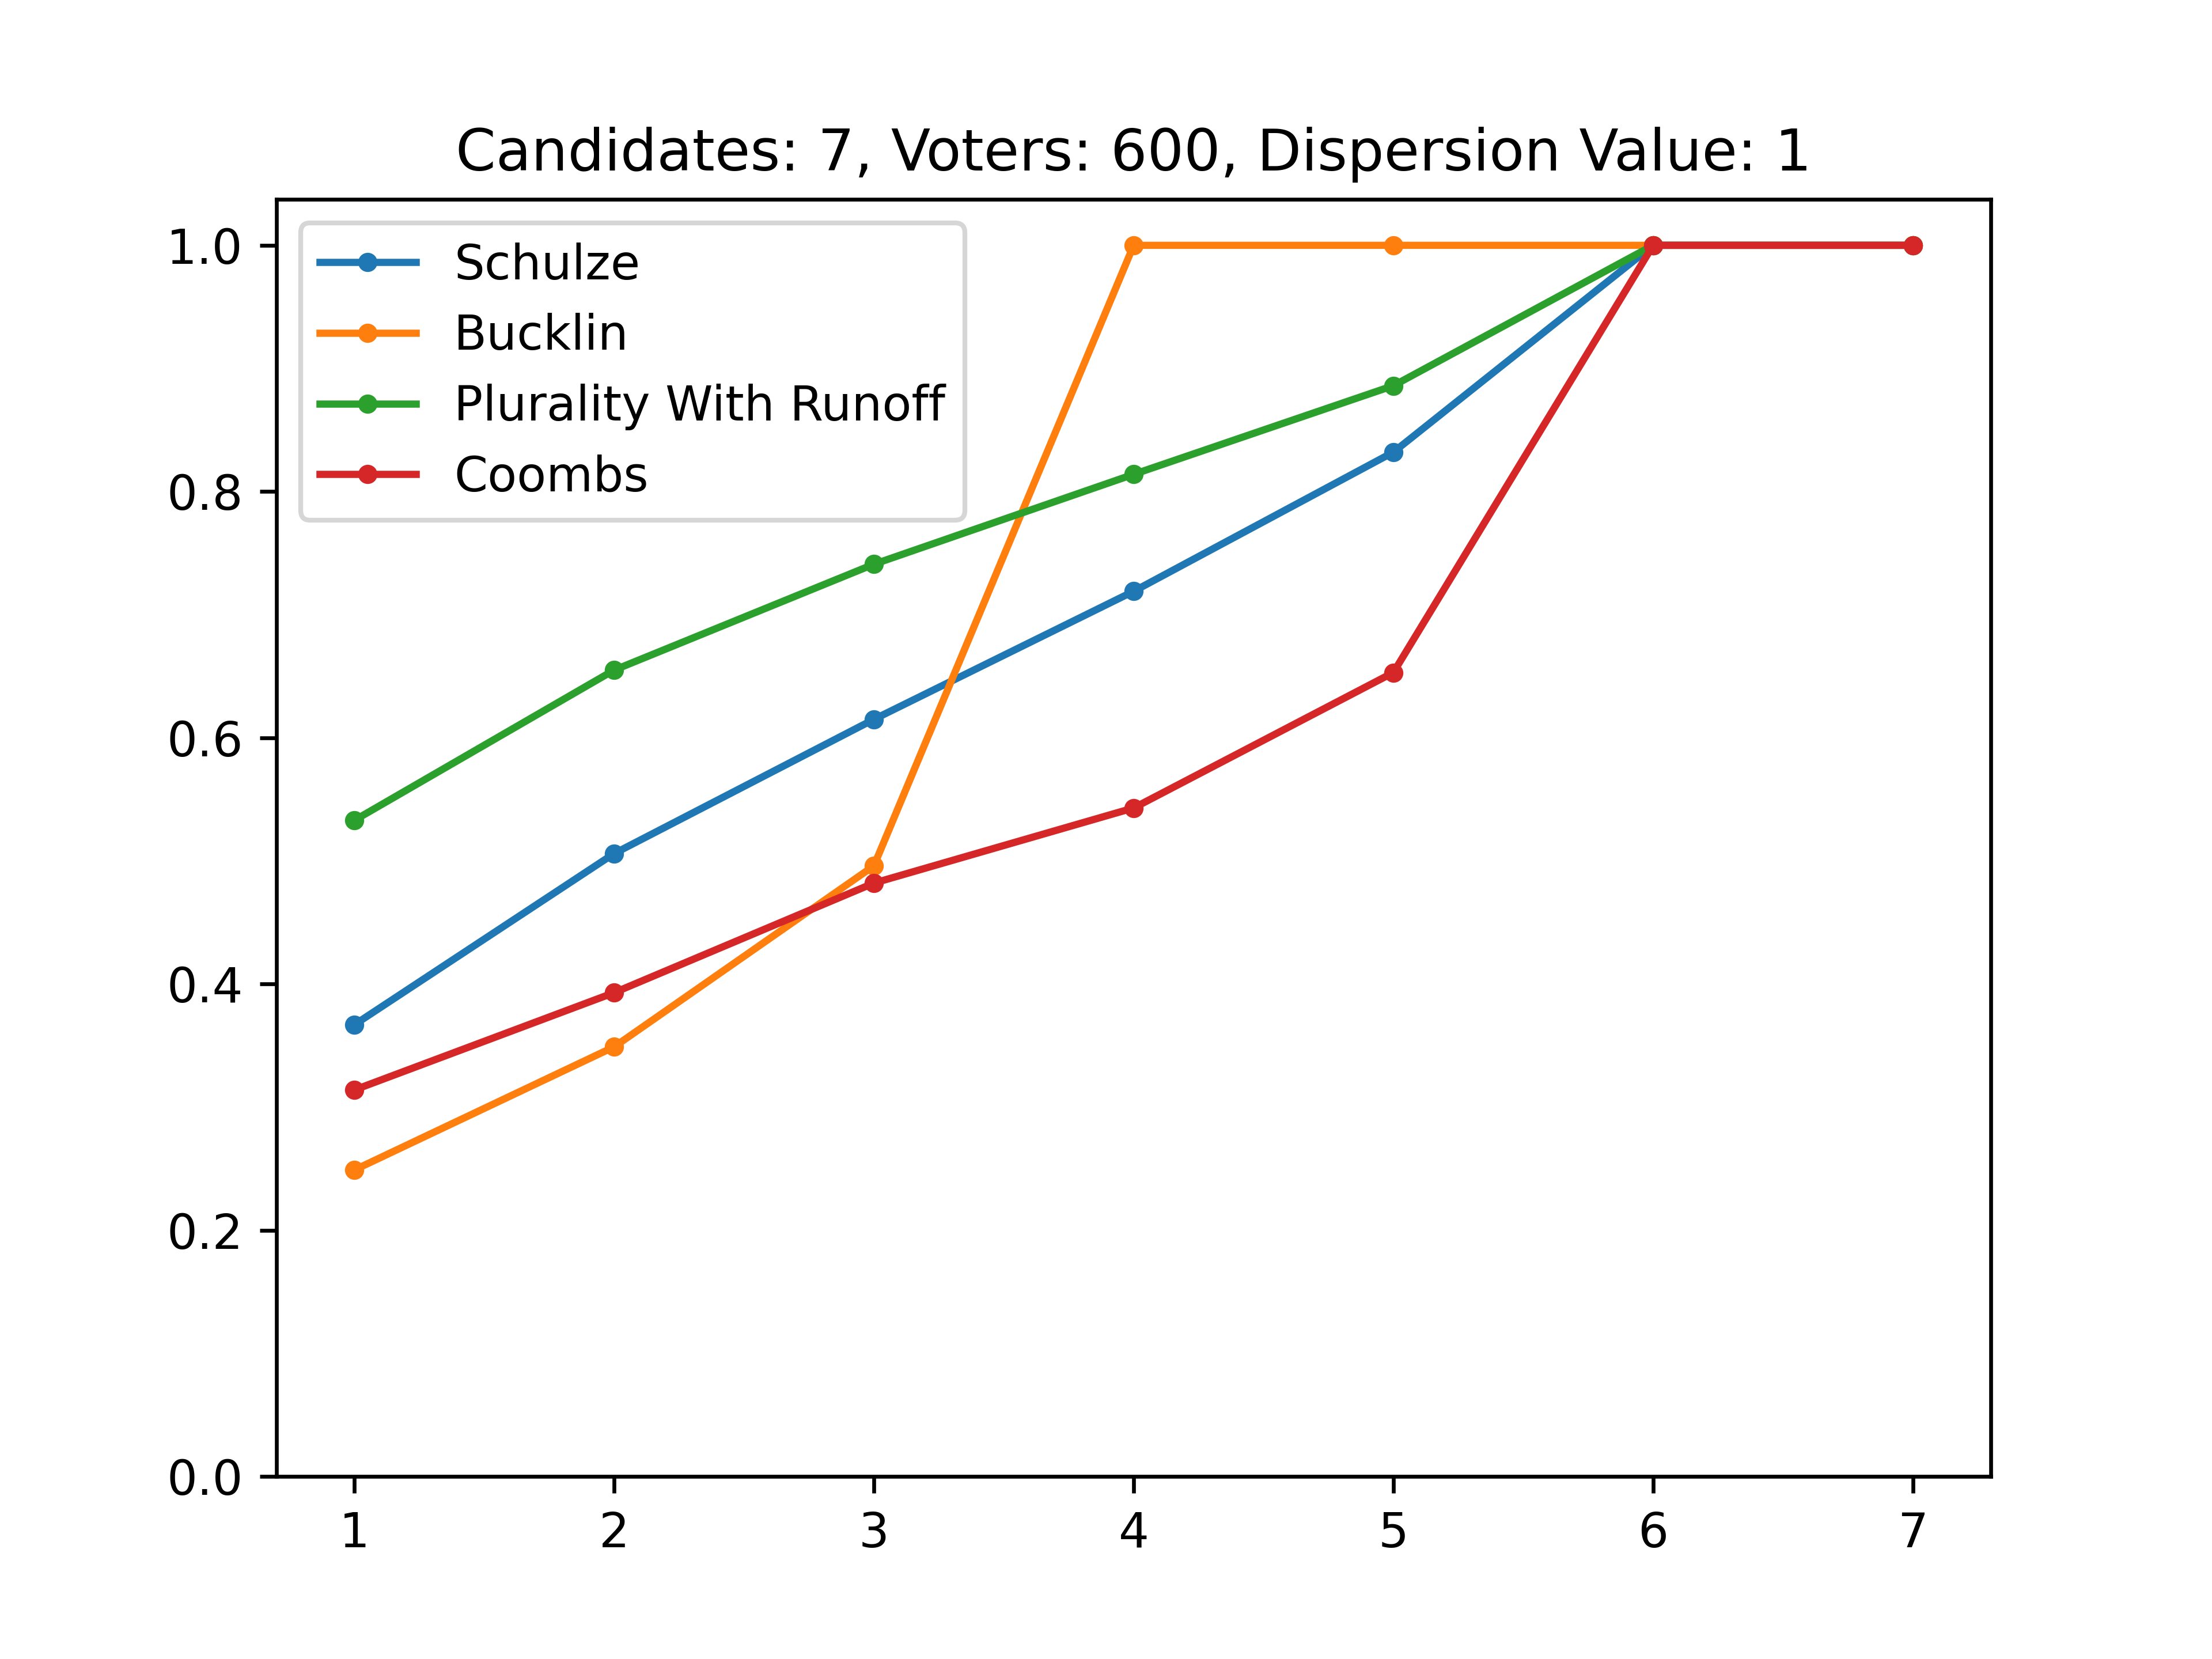 Candidates: 7, Voters: 600, Dispersion Value: 1
1.0
0.8
0.6
0.4
0.2
0.0
Schulze
Bucklin
Plurality With Runoff
Coombs
1 2 3 4 5 6 7